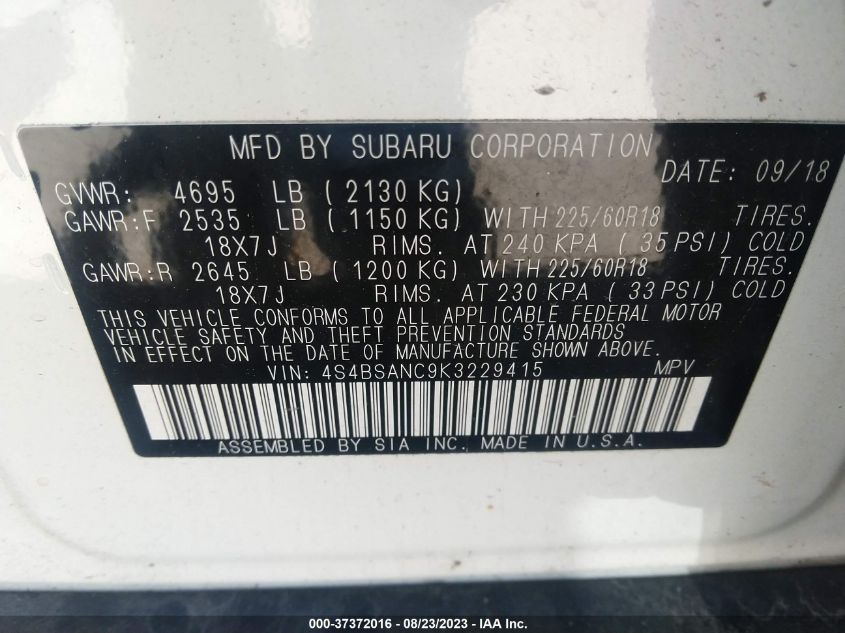 MFD BY SUBARU CORPORATION
DATE: 09/18
GVWR: 4695 LB ( 2130 KG)
GAWR:F 2535 LB ( 1150 KG) WITH 225/60R18 TIRES.
18X7J RIMS. AT 240 KPA ( 35 PSI) COLD
GAWR:R 2645 LB ( 1200 KG) WITH 225/60R18 TIRES.
18X7J RIMS. AT 230 KPA ( 33 PSI) COLD
THIS VEHICLE CONFORMS TO ALL APPLICABLE FEDERAL MOTOR
VEHICLE SAFETY AND THEFT PREVENTION STANDARDS
IN EFFECT ON THE DATE OF MANUFACTURE SHOWN ABOVE.
VIN: 4S4BSANC9K3229415 MPV
ASSEMBLED BY SIA INC. MADE IN U.S.A.
000-37372016 - 08/23/2023 - IAA Inc.